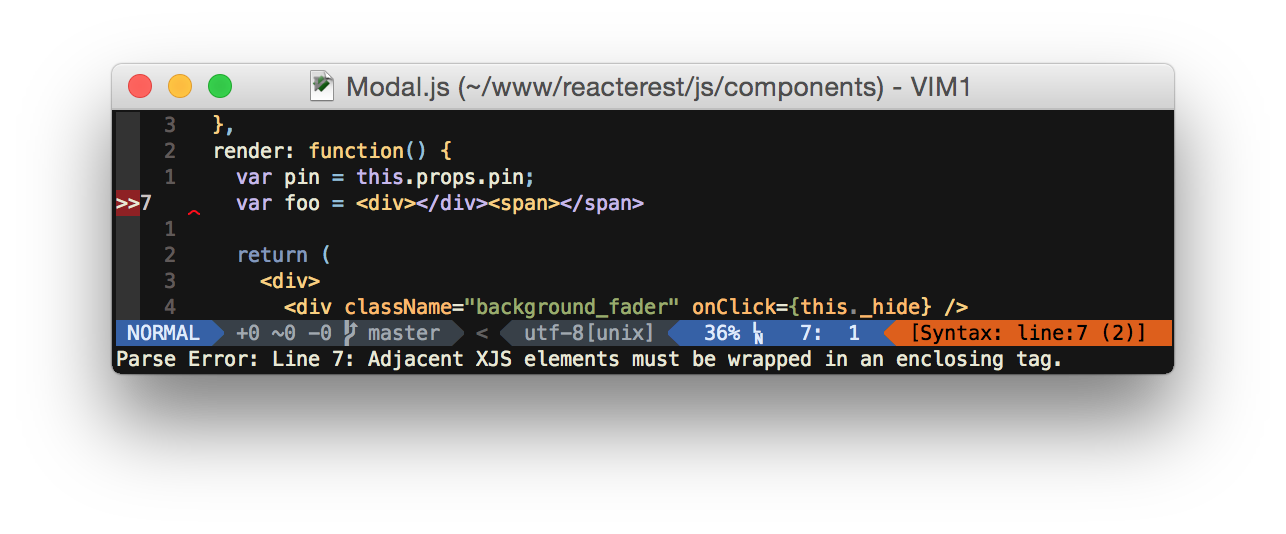 Modal.js (~/www/reacterest/js/components) - VIM1
3 },
2 render: function() {
1 var pin = this.props.pin;
>>7 var foo = <div></div><span></span>
1
2 return (
3 <div>
4 <div className="background_fader" onClick={this._hide} />
NORMAL +0 ~0 -0 master < utf-8[unix] 36% 7: 1 [Syntax: line:7 (2)]
Parse Error: Line 7: Adjacent XJS elements must be wrapped in an enclosing tag.